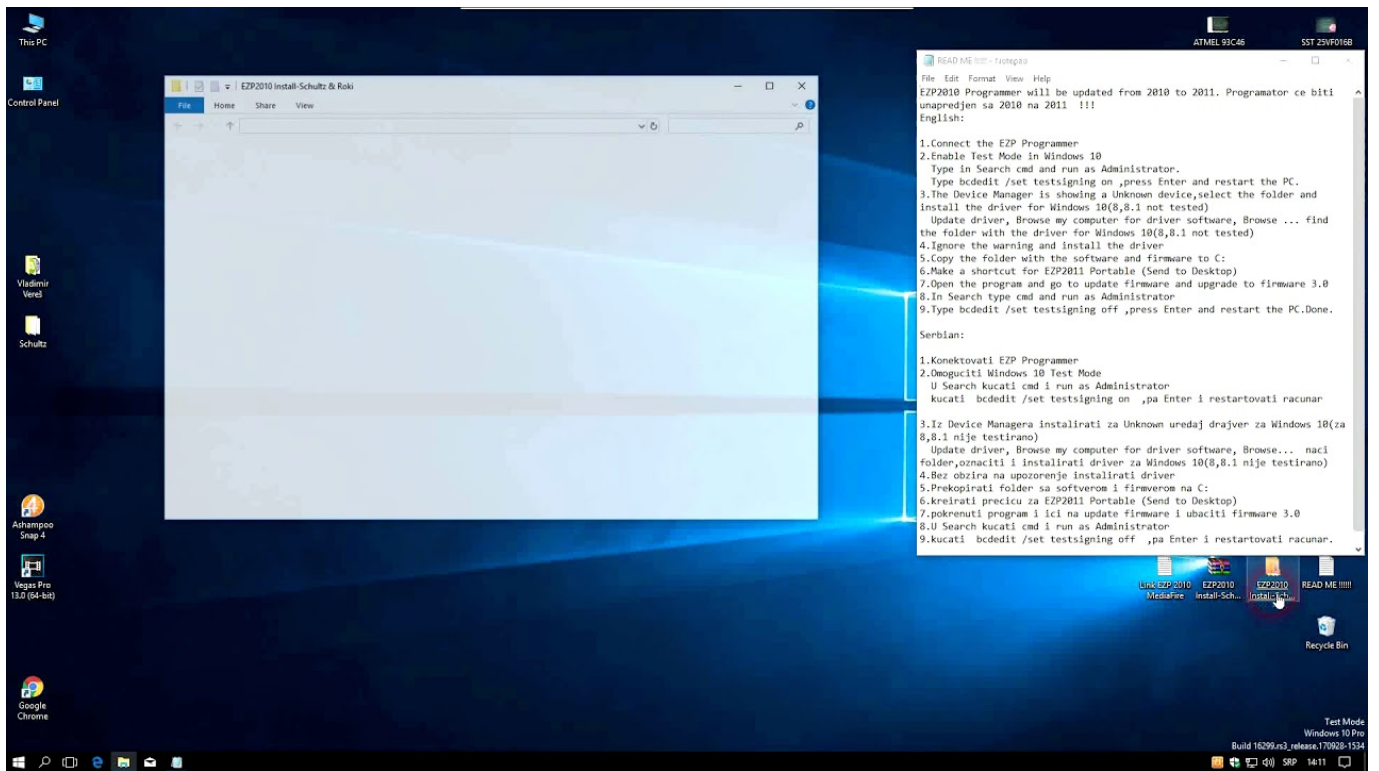 This PC
Control Panel
Vladimir
Vereš
Schultz
Ashampoo
Snap 4
Vegas Pro
13.0 (64-bit)
Google
Chrome
EZP2010 Install-Schultz & Roki
File Home Share View
ATMEL 93C46
SST 25VF016B
READ ME !!!!! - Notepad
File Edit Format View Help
EZP2010 Programmer will be updated from 2010 to 2011. Programator ce biti
unapredjen sa 2010 na 2011  !!!
English:
1.Connect the EZP Programmer
2.Enable Test Mode in Windows 10
Type in Search cmd and run as Administrator.
Type bcdedit /set testsigning on ,press Enter and restart the PC.
3.The Device Manager is showing a Unknown device,select the folder and
install the driver for Windows 10(8,8.1 not tested)
Update driver, Browse my computer for driver software, Browse ... find
the folder with the driver for Windows 10(8,8.1 not tested)
4.Ignore the warning and install the driver
5.Copy the folder with the software and firmware to C:
6.Make a shortcut for EZP2011 Portable (Send to Desktop)
7.Open the program and go to update firmware and upgrade to firmware 3.0
8.In Search type cmd and run as Administrator
9.Type bcdedit /set testsigning off ,press Enter and restart the PC.Done.
Serbian:
1.Konektovati EZP Programmer
2.Omoguciti Windows 10 Test Mode
U Search kucati cmd i run as Administrator
kucati  bcdedit /set testsigning on  ,pa Enter i restartovati racunar
3.Iz Device Managera instalirati za Unknown uredaj drajver za Windows 10(za
8,8.1 nije testirano)
Update driver, Browse my computer for driver software, Browse...  naci
folder,oznaciti i instalirati driver za Windows 10(8,8.1 nije testirano)
4.Bez obzira na upozorenje instalirati driver
5.Prekopirati folder sa softverom i firmverom na C:
6.kreirati precicu za EZP2011 Portable (Send to Desktop)
7.pokrenuti program i ici na update firmware i ubaciti firmware 3.0
8.U Search kucati cmd i run as Administrator
9.kucati  bcdedit /set testsigning off  ,pa Enter i restartovati racunar.
Link EZP 2010
MediaFire
EZP2010
Install-Sch...
EZP2010
Install-Sch...
READ ME !!!!!
Recycle Bin
Test Mode
Windows 10 Pro
Build 16299.rs3_release.170928-1534
SRP 14:11